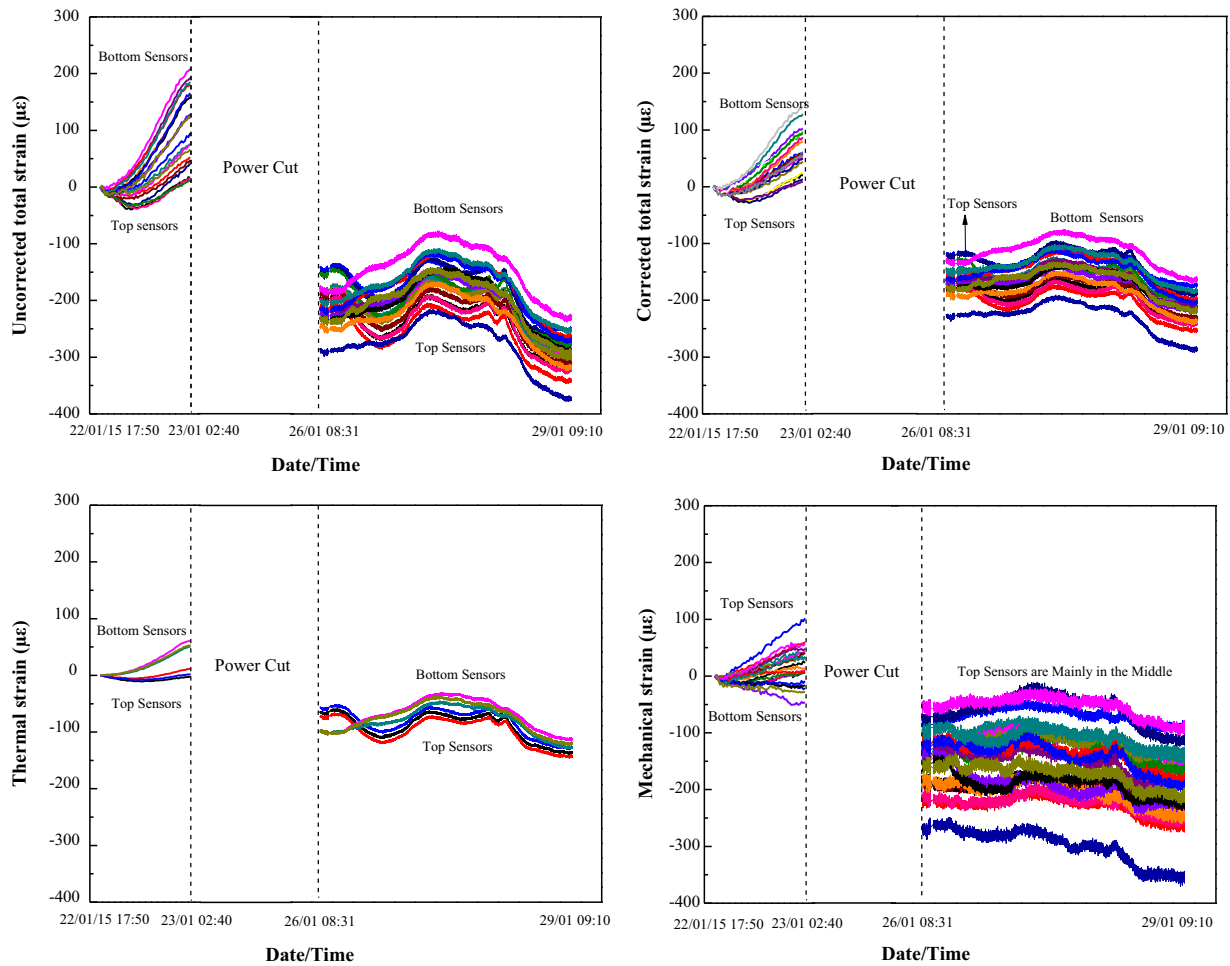 Uncorrected total strain (µε)
300
200
100
0
-100
-200
-300
-400
Bottom Sensors
Top sensors
Power Cut
Bottom Sensors
Top Sensors
22/01/15 17:50
23/01 02:40
26/01 08:31
29/01 09:10
Date/Time
Corrected total strain (µε)
300
200
100
0
-100
-200
-300
-400
Bottom Sensors
Top Sensors
Power Cut
Top Sensors
Bottom Sensors
22/01/15 17:50
23/01 02:40
26/01 08:31
29/01 09:10
Date/Time
Thermal strain (µε)
300
200
100
0
-100
-200
-300
-400
Bottom Sensors
Top Sensors
Power Cut
Bottom Sensors
Top Sensors
22/01/15 17:50
23/01 02:40
26/01 08:31
29/01 09:10
Date/Time
Mechanical strain (µε)
300
200
100
0
-100
-200
-300
-400
Top Sensors
Bottom Sensors
Power Cut
Top Sensors are Mainly in the Middle
22/01/15 17:50
23/01 02:40
26/01 08:31
29/01 09:10
Date/Time